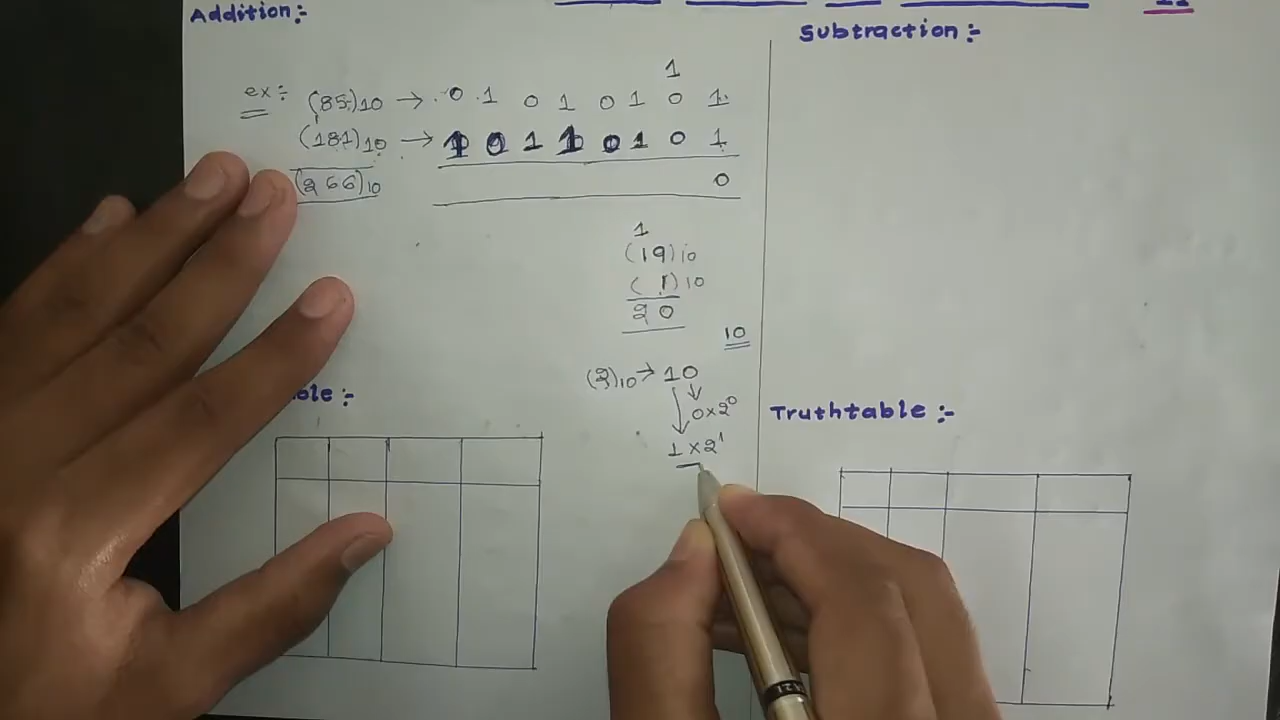 Addition :-
Subtraction :-
1
ex :- (85)10 → 0 1 0 1 0 1 0 1
(181)10 → 1 0 1 1 0 1 0 1
(266)10 0
1
(19)10
( 1)10
20
10
(2)10 → 10
0×2^0
1×2^1
Truthtable :-